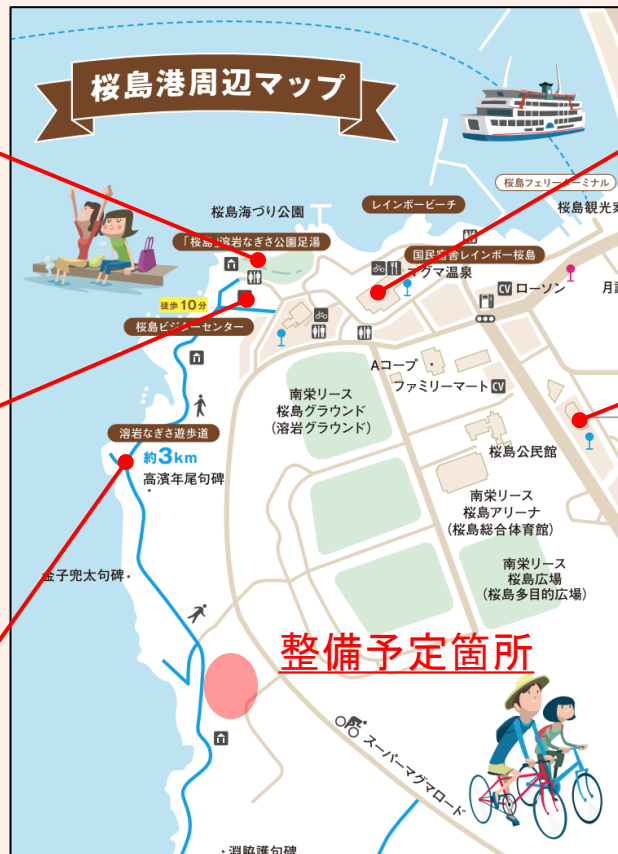 桜島港周辺マップ
桜島フェリーターミナル
レインボービーチ
桜島海づり公園
桜島観光案
「桜島」溶岩なぎさ公園足湯
国民宿舎レインボー桜島
マグマ温泉
CV ローソン
徒歩10分
桜島ビジターセンター
Aコープ
ファミリーマート CV
南栄リース
桜島グラウンド
(溶岩グラウンド)
溶岩なぎさ遊歩道
約3km
高濱年尾句碑
桜島公民館
南栄リース
桜島アリーナ
(桜島総合体育館)
金子兜太句碑
南栄リース
桜島広場
(桜島多目的広場)
整備予定箇所
スーパーマグマロード
淵脇護句碑